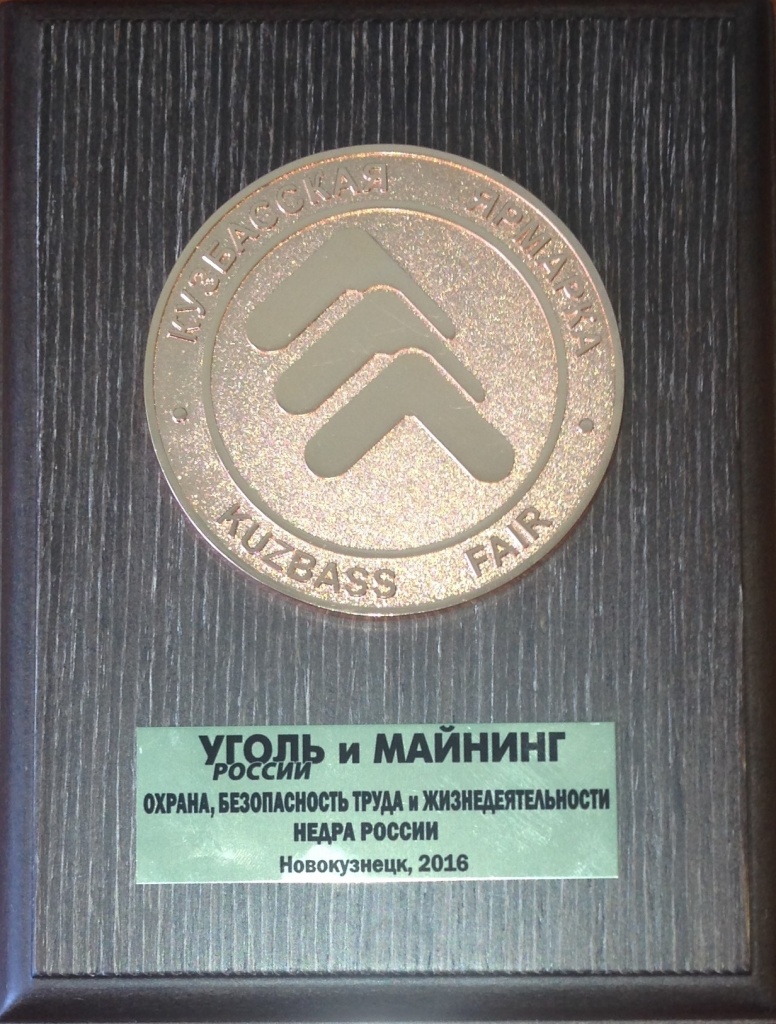 КУЗБАССКАЯ ЯРМАРКА
KUZBASS FAIR
УГОЛЬ и МАЙНИНГ
РОССИИ
ОХРАНА, БЕЗОПАСНОСТЬ ТРУДА и ЖИЗНЕДЕЯТЕЛЬНОСТИ
НЕДРА РОССИИ
Новокузнецк, 2016